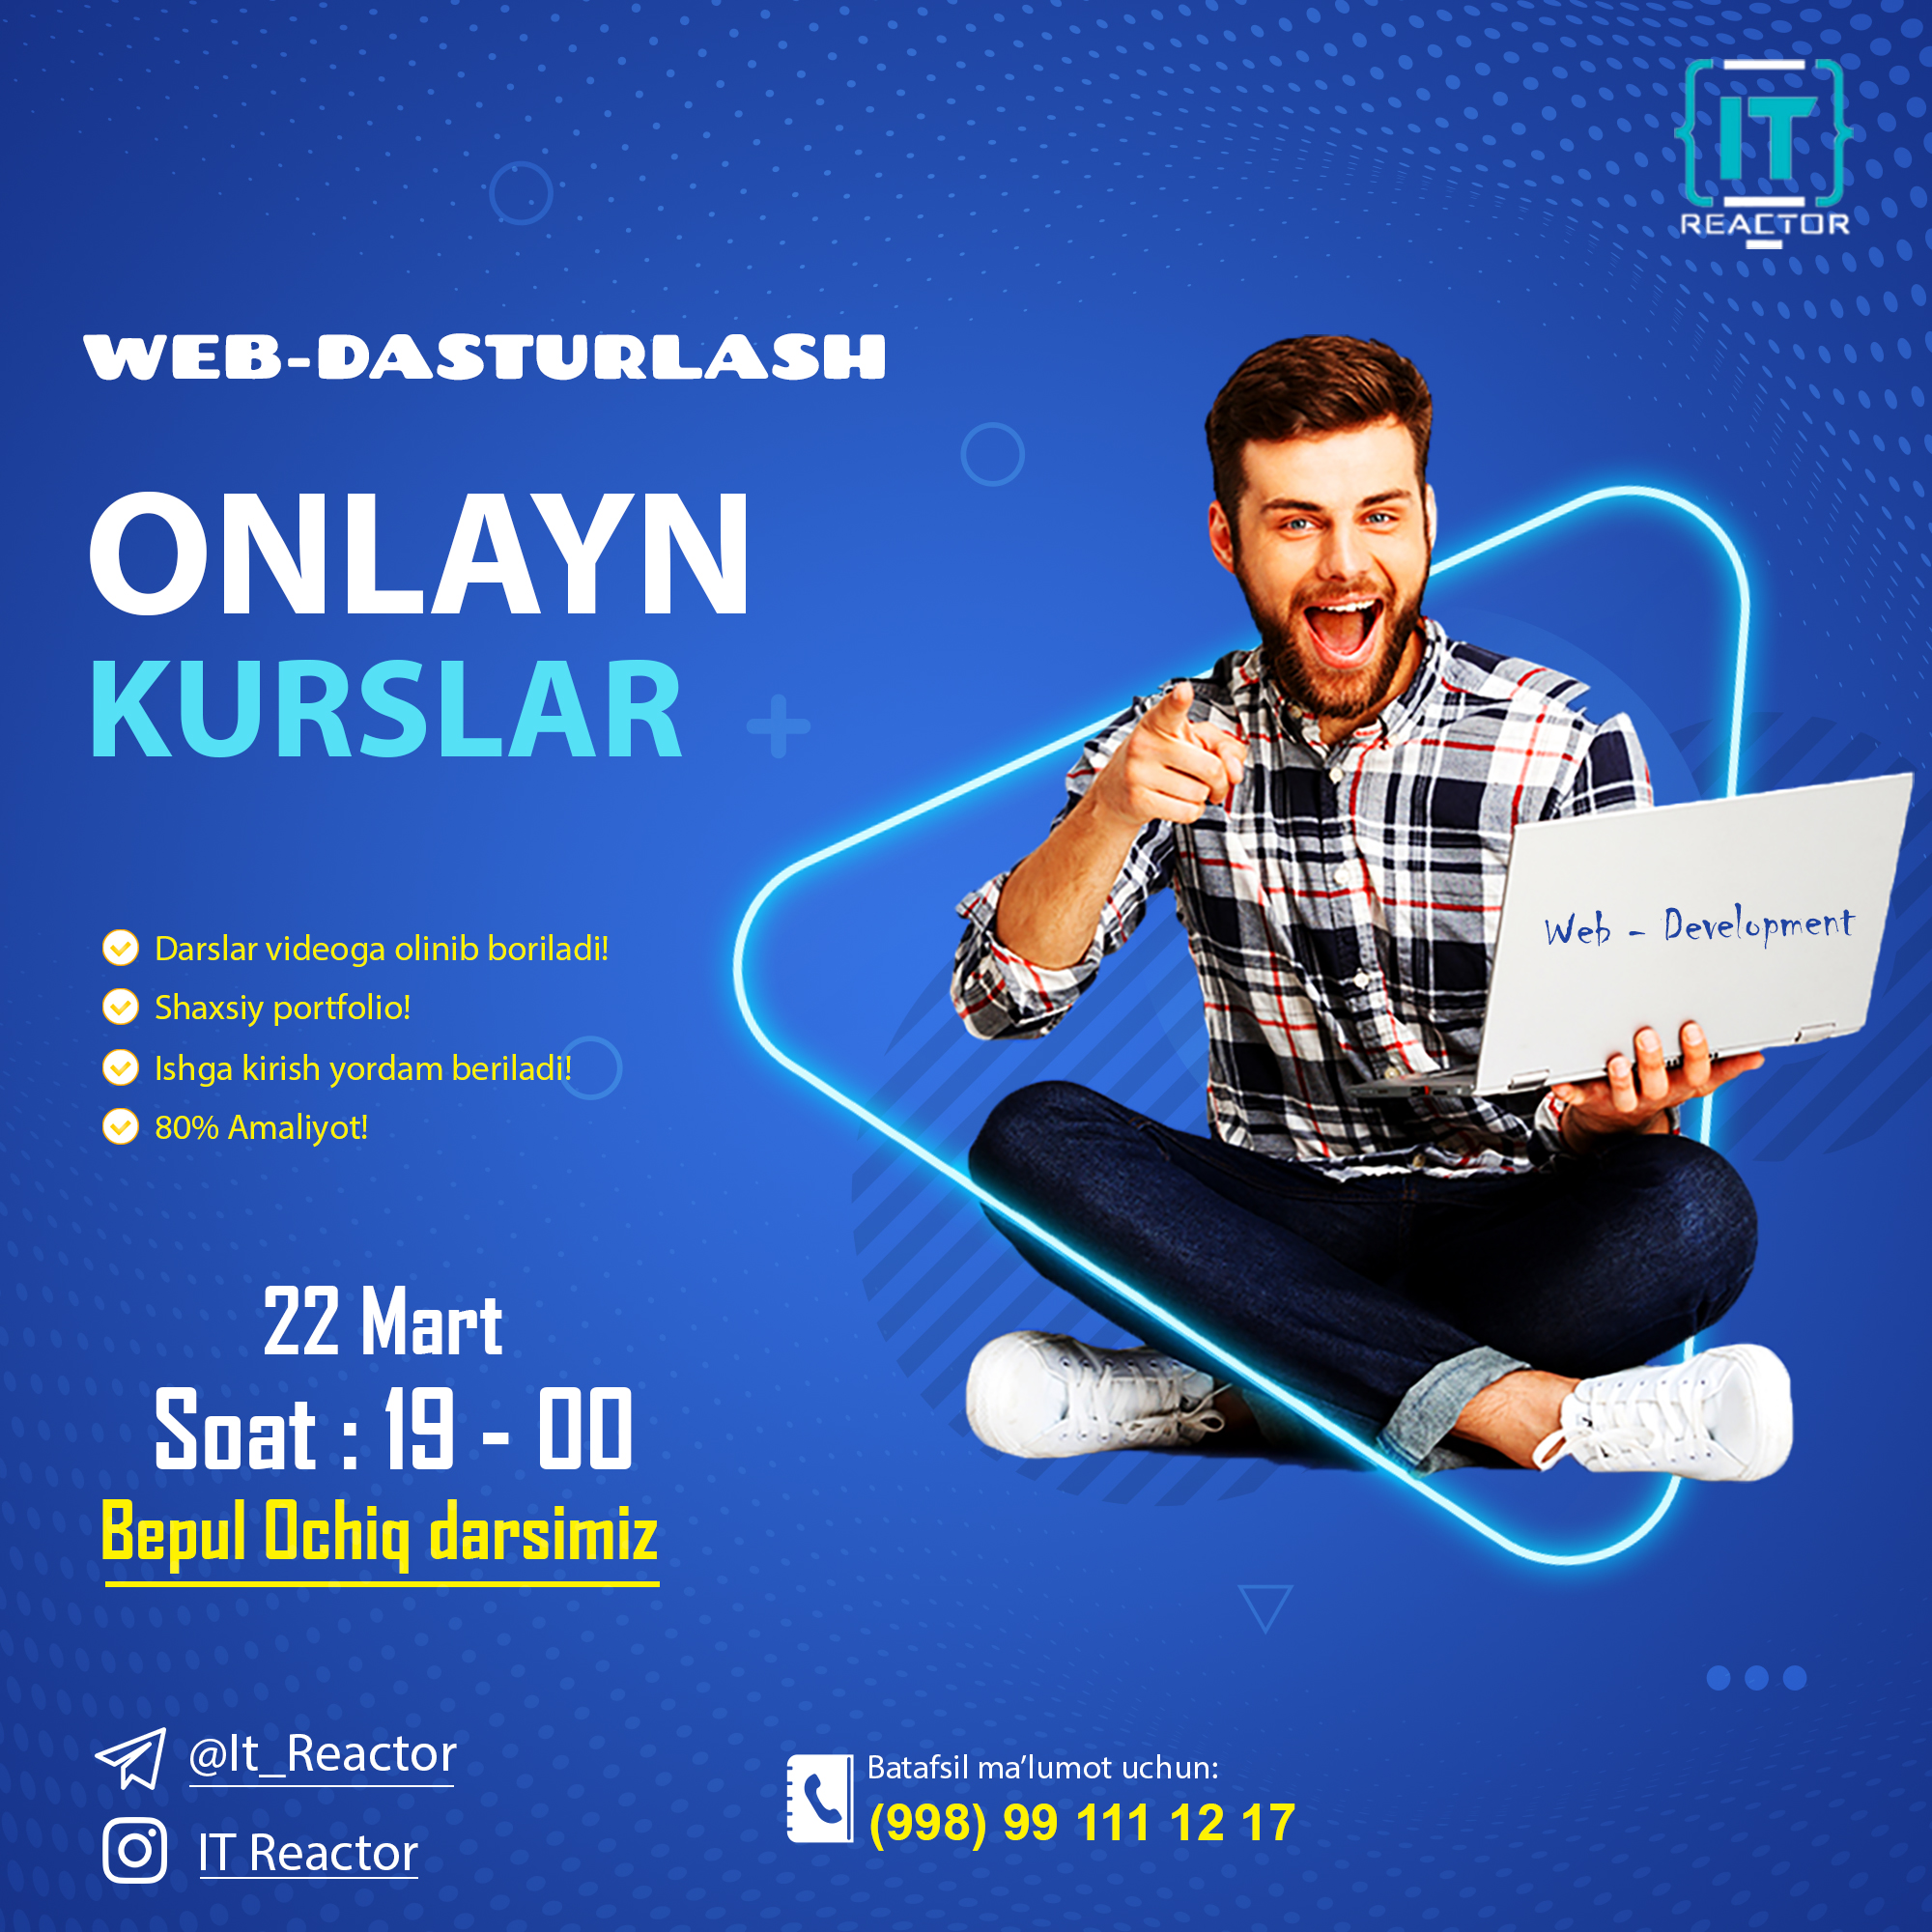 IT
REACTOR
WEB-DASTURLASH
ONLAYN
KURSLAR
Darslar videoga olinib boriladi!
Shaxsiy portfolio!
Ishga kirish yordam beriladi!
80% Amaliyot!
Web - Development
22 Mart
Soat : 19 - 00
Bepul Ochiq darsimiz
@It_Reactor
IT Reactor
Batafsil ma’lumot uchun:
(998) 99 111 12 17